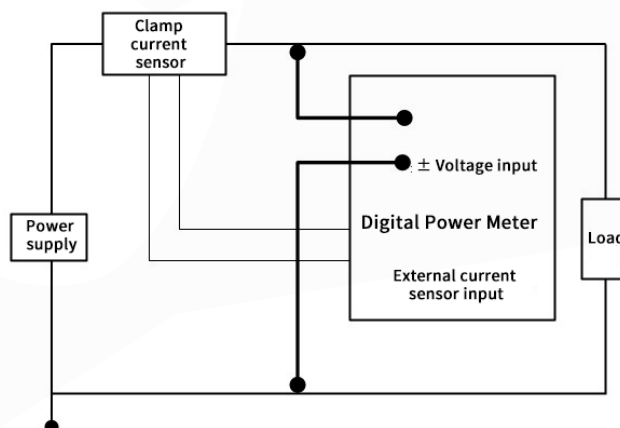 Clamp
current
sensor
± Voltage input
Power
supply
Digital Power Meter
Load
External current
sensor input